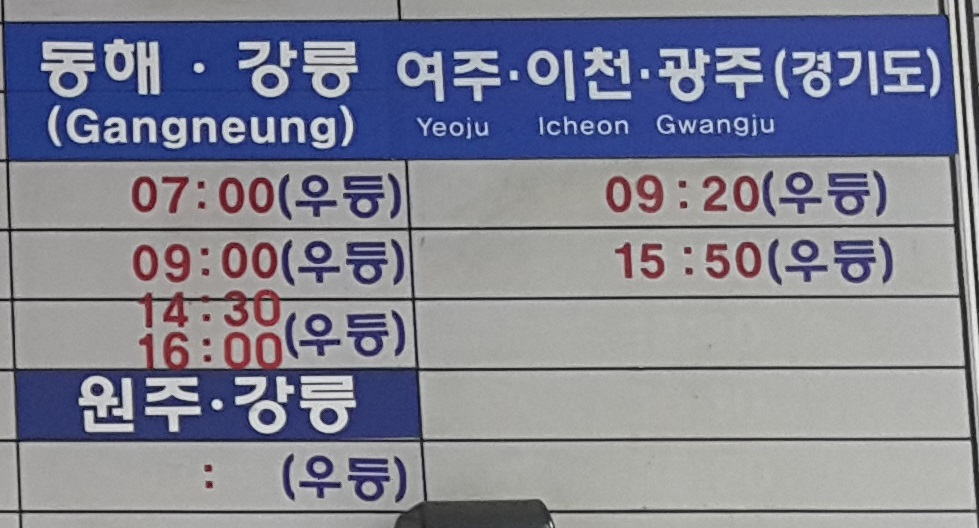 동해 · 강릉
(Gangneung)
07:00(우등)
09:00(우등)
14:30
16:00 (우등)
원주·강릉
: (우등)
여주·이천·광주(경기도)
Yeoju Icheon Gwangju
09:20(우등)
15:50(우등)